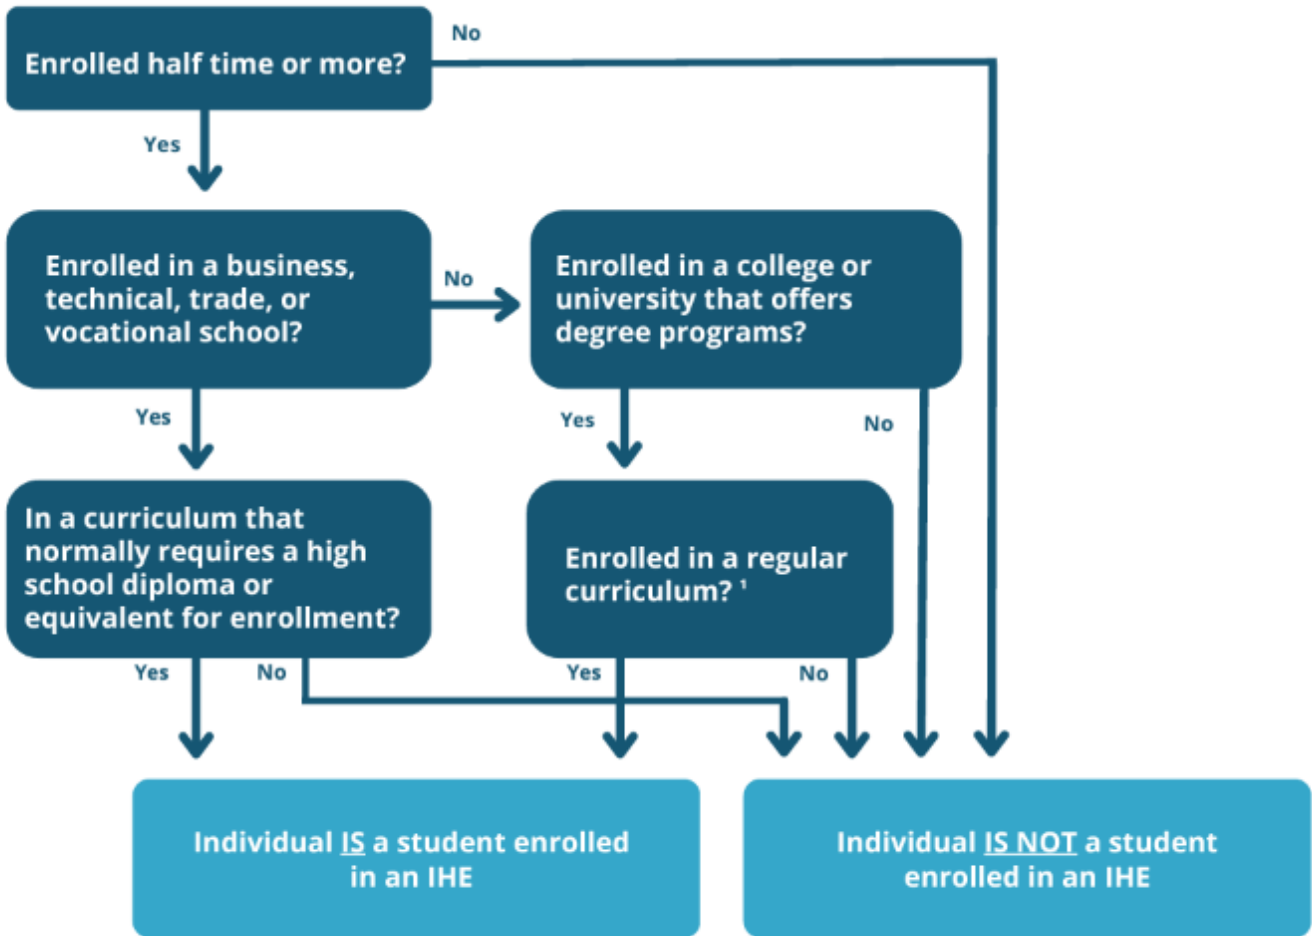 Enrolled half time or more?
No
Yes
Enrolled in a business,
technical, trade, or
vocational school?
No
Enrolled in a college or
university that offers
degree programs?
Yes
Yes
No
In a curriculum that
normally requires a high
school diploma or
equivalent for enrollment?
Enrolled in a regular
curriculum? ¹
Yes
No
Yes
No
Individual IS a student enrolled
in an IHE
Individual IS NOT a student
enrolled in an IHE